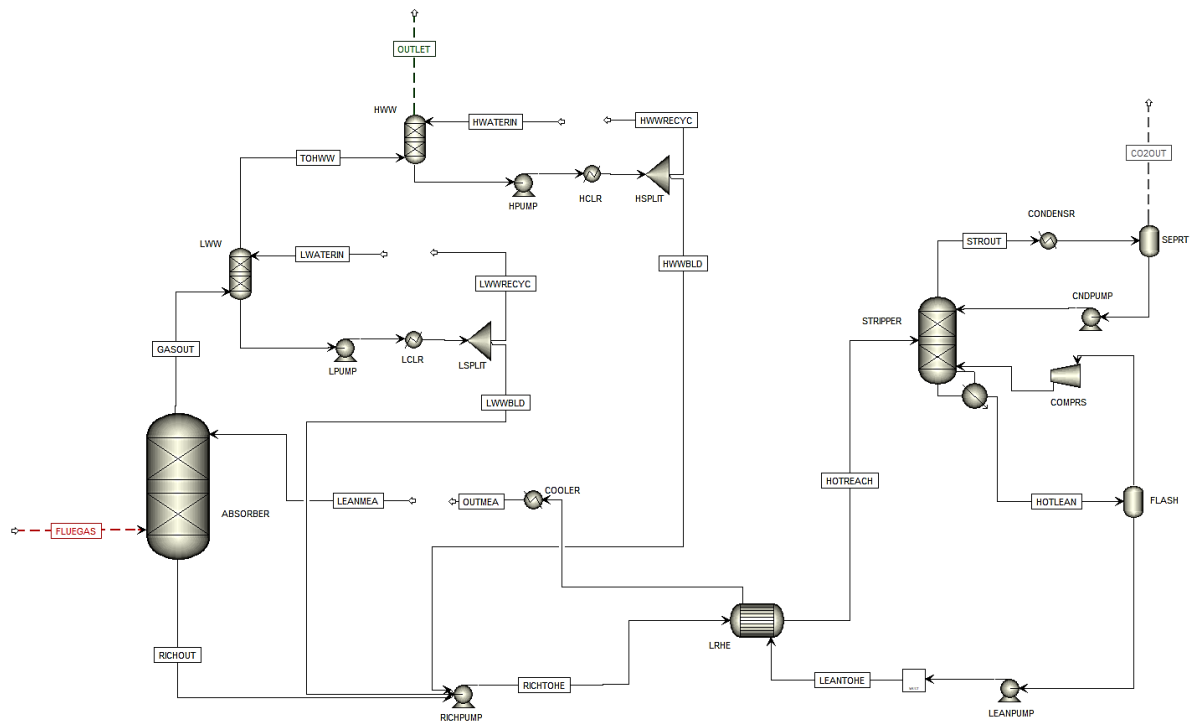 OUTLET
HWW
HWATERIN
HWWRECYC
CO2OUT
TOHWW
HPUMP
HCLR
HSPLIT
CONDENSR
STROUT
SEPRT
LWW
LWATERIN
LWWRECYC
HWWBLD
CNDPUMP
STRIPPER
GASOUT
LPUMP
LCLR
LSPLIT
COMPRS
LWWBLD
HOTREACH
LEANMEA
OUTMEA
COOLER
HOTLEAN
FLASH
ABSORBER
FLUEGAS
LRHE
RICHOUT
RICHTOHE
LEANTOHE
RICHPUMP
LEANPUMP